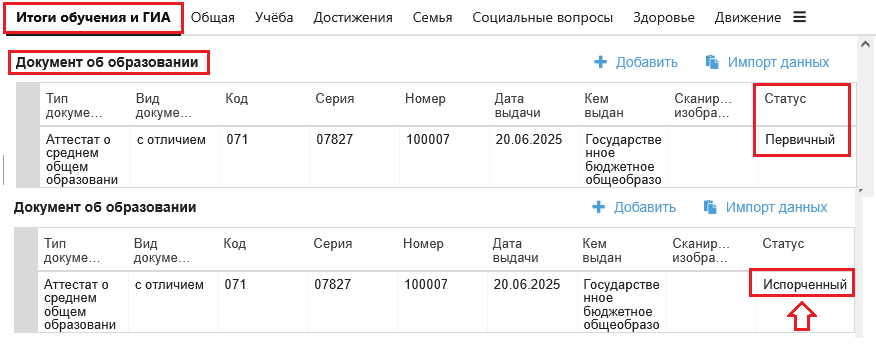 Итоги обучения и ГИА Общая Учёба Достижения Семья Социальные вопросы Здоровье Движение
Документ об образовании Добавить Импорт данных
Тип Вид Код Серия Номер Дата Кем Сканир... Статус
докуме... докуме... выдачи выдан изобра...
Аттестат о с отличием 071 07827 100007 20.06.2025 Государстве Первичный
среднем нное
общем бюджетное
образовани общеобразо
Документ об образовании Добавить Импорт данных
Тип Вид Код Серия Номер Дата Кем Сканир... Статус
докуме... докуме... выдачи выдан изобра...
Аттестат о с отличием 071 07827 100007 20.06.2025 Государстве Испорченный
среднем нное
общем бюджетное
образовани общеобразо